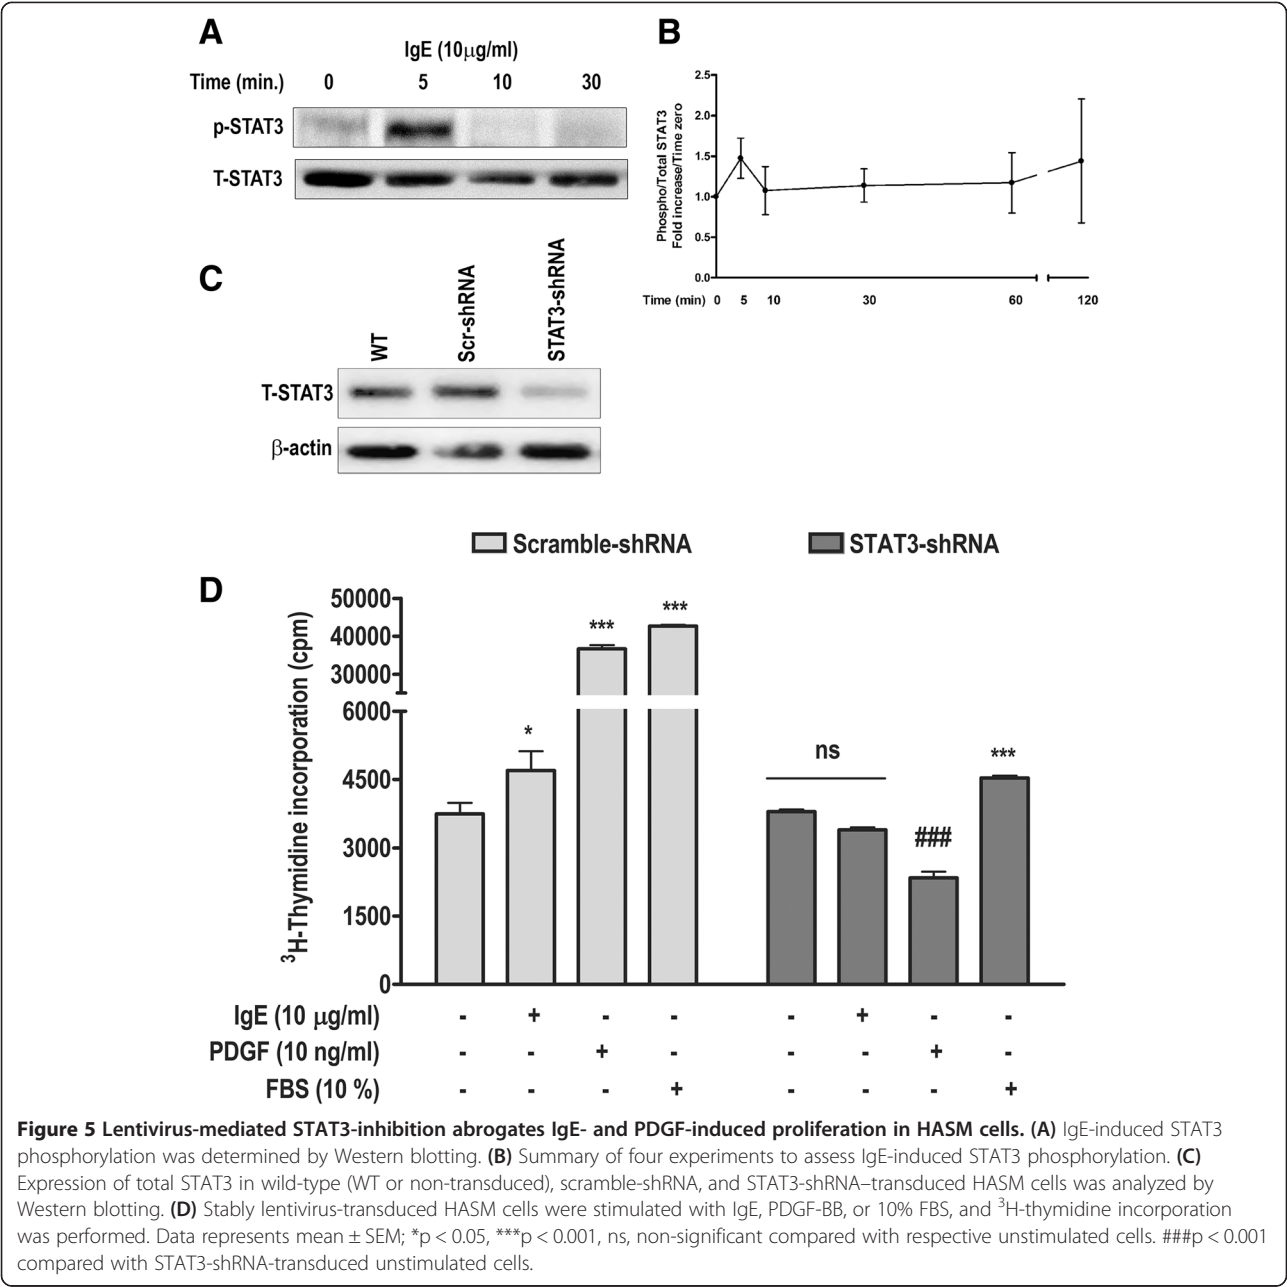 A
IgE (10μg/ml)
Time (min.) 0 5 10 30
p-STAT3
T-STAT3
B
Phospho/Total STAT3
Fold increase/Time zero
2.5
2.0
1.5
1.0
0.5
0.0
Time (min) 0 5 10 30 60 120
C
WT Scr-shRNA STAT3-shRNA
T-STAT3
β-actin
Scramble-shRNA STAT3-shRNA
D
³H-Thymidine incorporation (cpm)
50000
40000
30000
6000
4500
3000
1500
0
* *** *** ns ### ***
IgE (10 μg/ml) - + - - - + - -
PDGF (10 ng/ml) - - + - - - + -
FBS (10 %) - - - + - - - +
Figure 5 Lentivirus-mediated STAT3-inhibition abrogates IgE- and PDGF-induced proliferation in HASM cells. (A) IgE-induced STAT3
phosphorylation was determined by Western blotting. (B) Summary of four experiments to assess IgE-induced STAT3 phosphorylation. (C)
Expression of total STAT3 in wild-type (WT or non-transduced), scramble-shRNA, and STAT3-shRNA–transduced HASM cells was analyzed by
Western blotting. (D) Stably lentivirus-transduced HASM cells were stimulated with IgE, PDGF-BB, or 10% FBS, and ³H-thymidine incorporation
was performed. Data represents mean ± SEM; *p < 0.05, ***p < 0.001, ns, non-significant compared with respective unstimulated cells. ###p < 0.001
compared with STAT3-shRNA-transduced unstimulated cells.